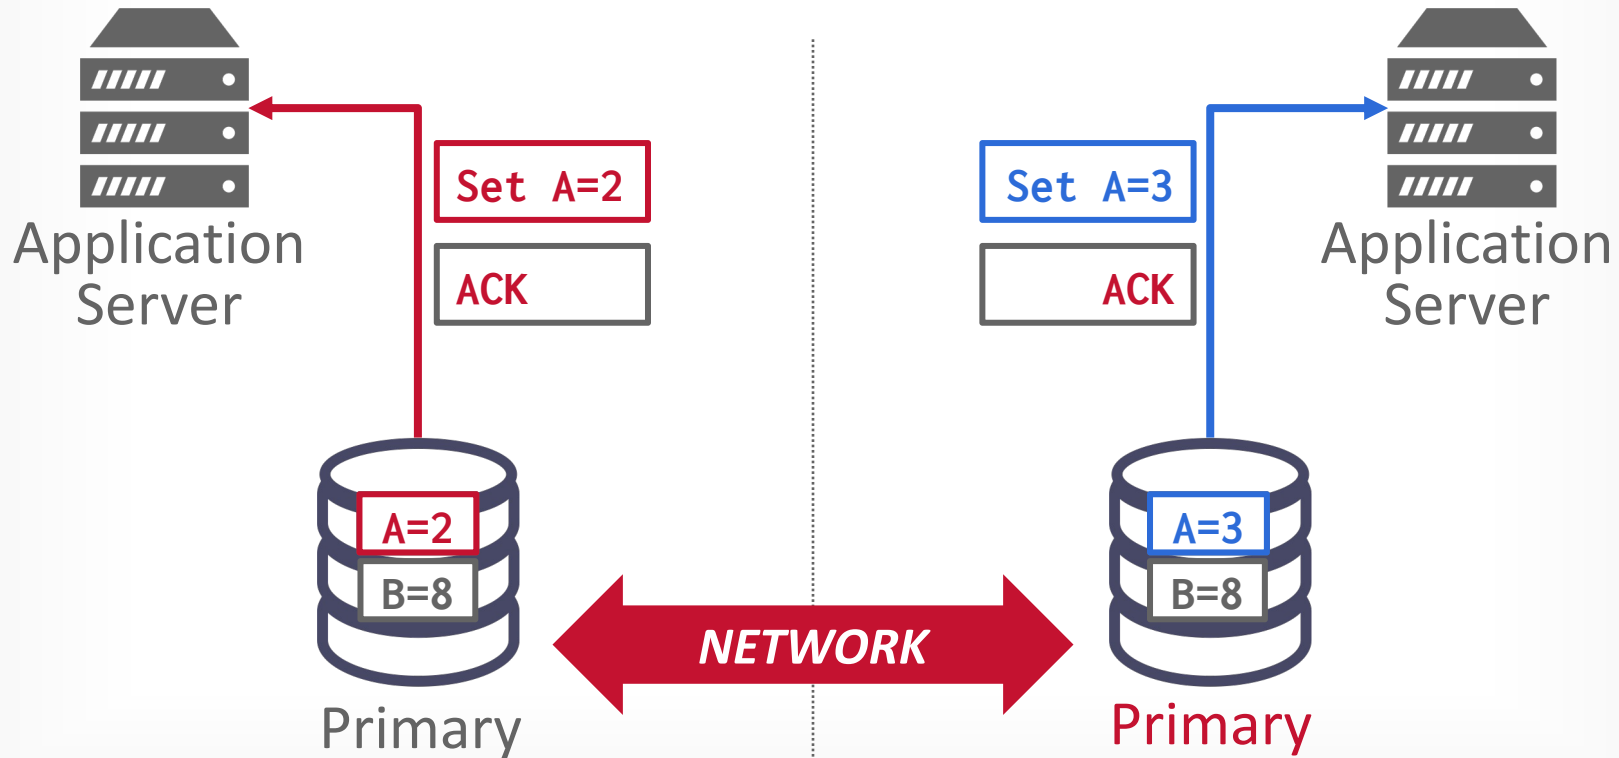 Set A=2
Set A=3
Application
Server
Application
Server
ACK
ACK
A=2
A=3
B=8
B=8
NETWORK
Primary
Primary